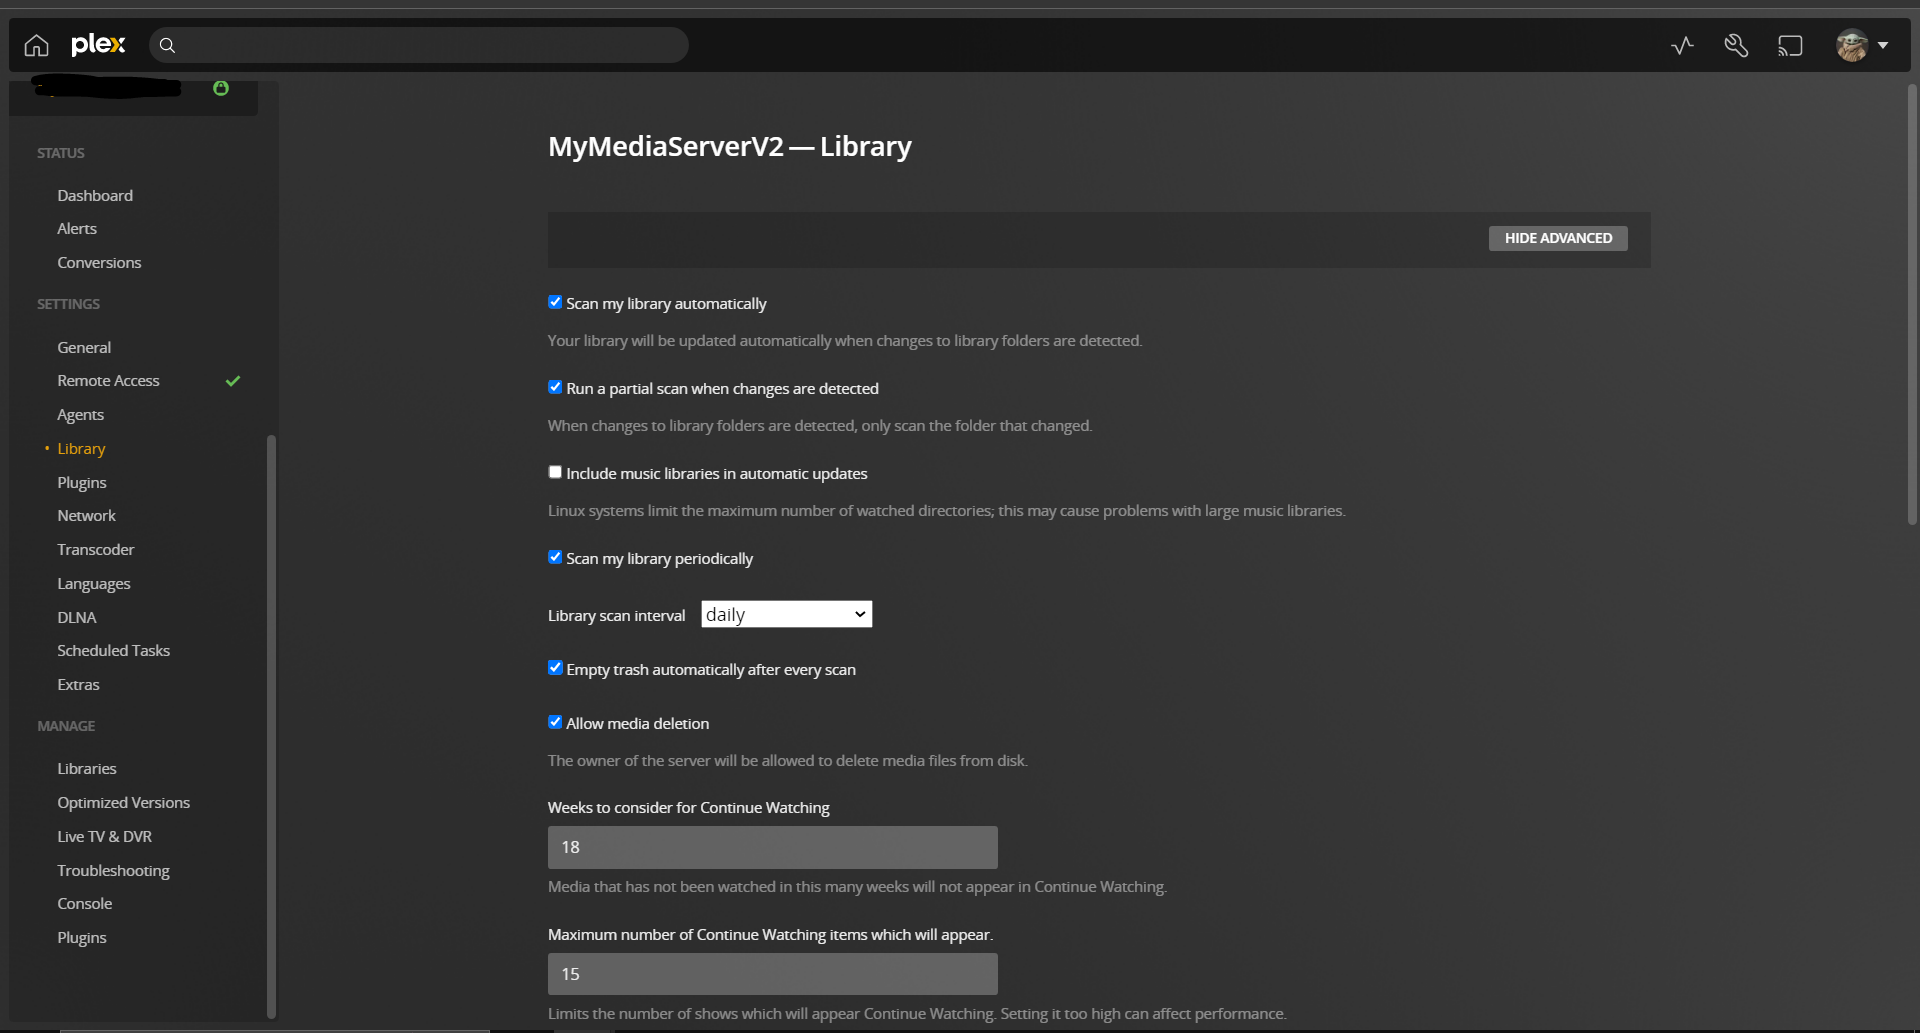 plex
STATUS
Dashboard
Alerts
Conversions
SETTINGS
General
Remote Access
Agents
Library
Plugins
Network
Transcoder
Languages
DLNA
Scheduled Tasks
Extras
MANAGE
Libraries
Optimized Versions
Live TV & DVR
Troubleshooting
Console
Plugins
MyMediaServerV2 — Library
HIDE ADVANCED
Scan my library automatically
Your library will be updated automatically when changes to library folders are detected.
Run a partial scan when changes are detected
When changes to library folders are detected, only scan the folder that changed.
Include music libraries in automatic updates
Linux systems limit the maximum number of watched directories; this may cause problems with large music libraries.
Scan my library periodically
Library scan interval daily
Empty trash automatically after every scan
Allow media deletion
The owner of the server will be allowed to delete media files from disk.
Weeks to consider for Continue Watching
18
Media that has not been watched in this many weeks will not appear in Continue Watching.
Maximum number of Continue Watching items which will appear.
15
Limits the number of shows which will appear Continue Watching. Setting it too high can affect performance.